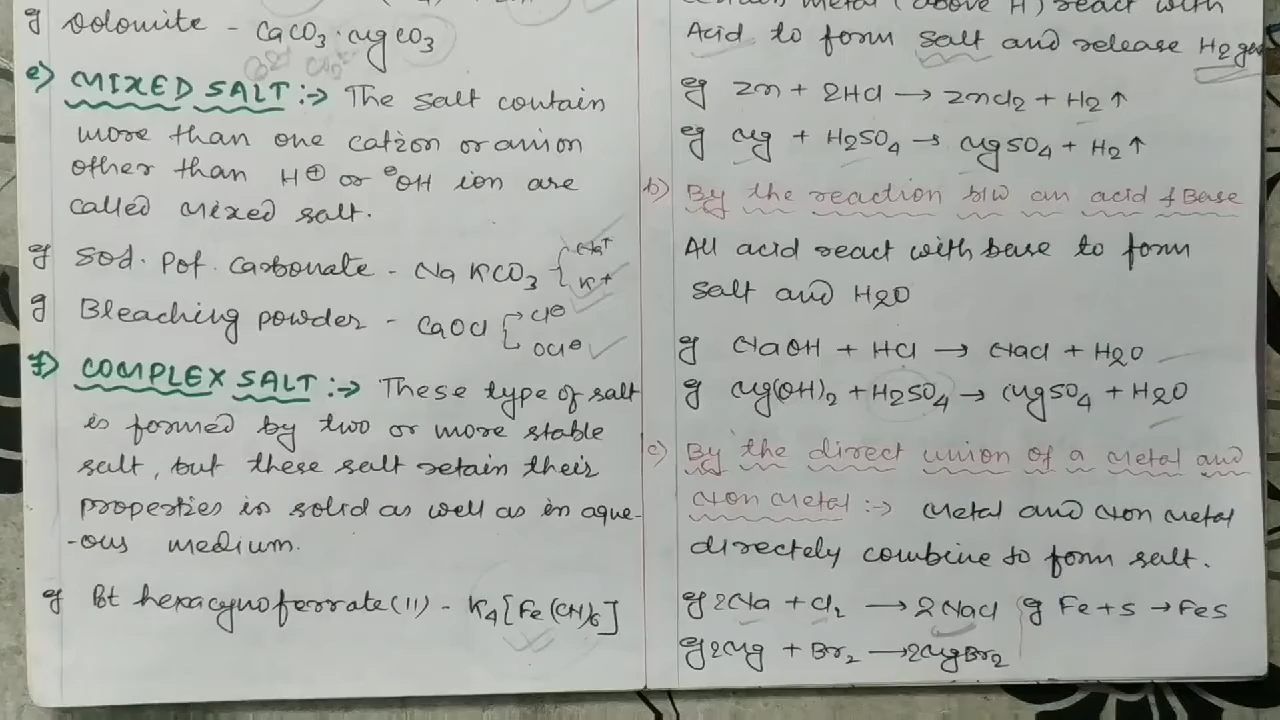 eg Dolomite - CaCO3·MgCO3
e) MIXED SALT :-> The salt contain
more than one cation or anion
other than H⊕ or ⊖OH ion are
called Mixed salt.
eg Sod. Pot. Carbonate - NaKCO3 { Na+
K+
eg Bleaching powder - CaOCl [ Cl⊖
OCl⊖
f) COMPLEX SALT :-> These type of salt
is formed by two or more stable
salt, but these salt retain their
properties in solid as well as in aque-
-ous medium.
eg Pt hexacynoferrate(II) - K4[Fe(CN)6]
Metal (above H) react with
Acid to form salt and release H2 gas
eg Zn + 2HCl → ZnCl2 + H2↑
eg Mg + H2SO4 → MgSO4 + H2↑
b) By the reaction b/w an acid & Base
All acid react with base to form
salt and H2O
eg NaOH + HCl → NaCl + H2O
eg Mg(OH)2 + H2SO4 → MgSO4 + H2O
c) By the direct union of a Metal and
Non Metal :-> Metal and Non Metal
directely combine to form salt.
eg 2Na + Cl2 → 2NaCl eg Fe+S → FeS
eg 2Mg + Br2 → 2MgBr2